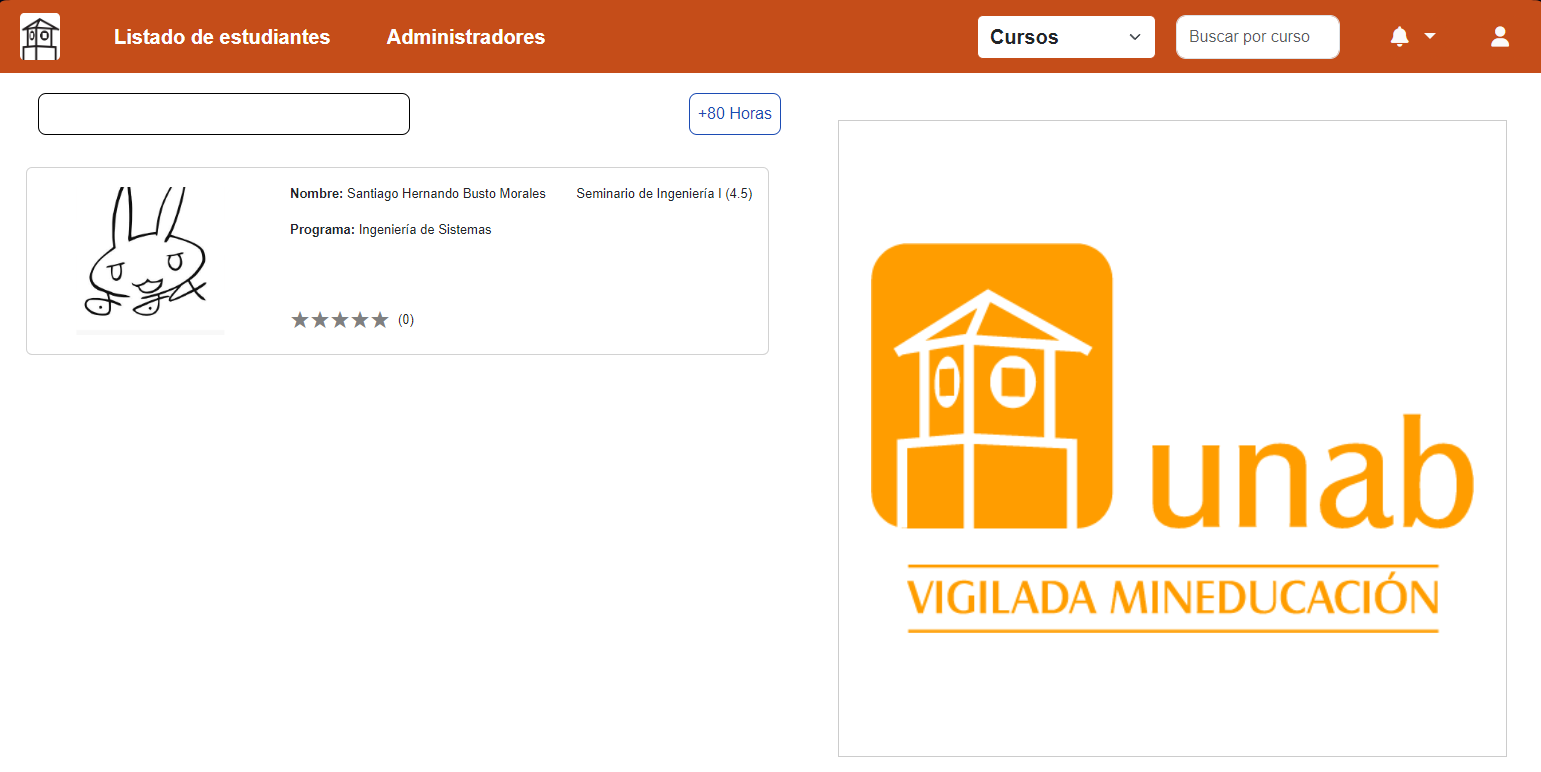 Listado de estudiantes Administradores Cursos Buscar por curso
+80 Horas
Nombre: Santiago Hernando Busto Morales Seminario de Ingeniería I (4.5)
Programa: Ingeniería de Sistemas
(0)
unab
VIGILADA MINEDUCACIÓN